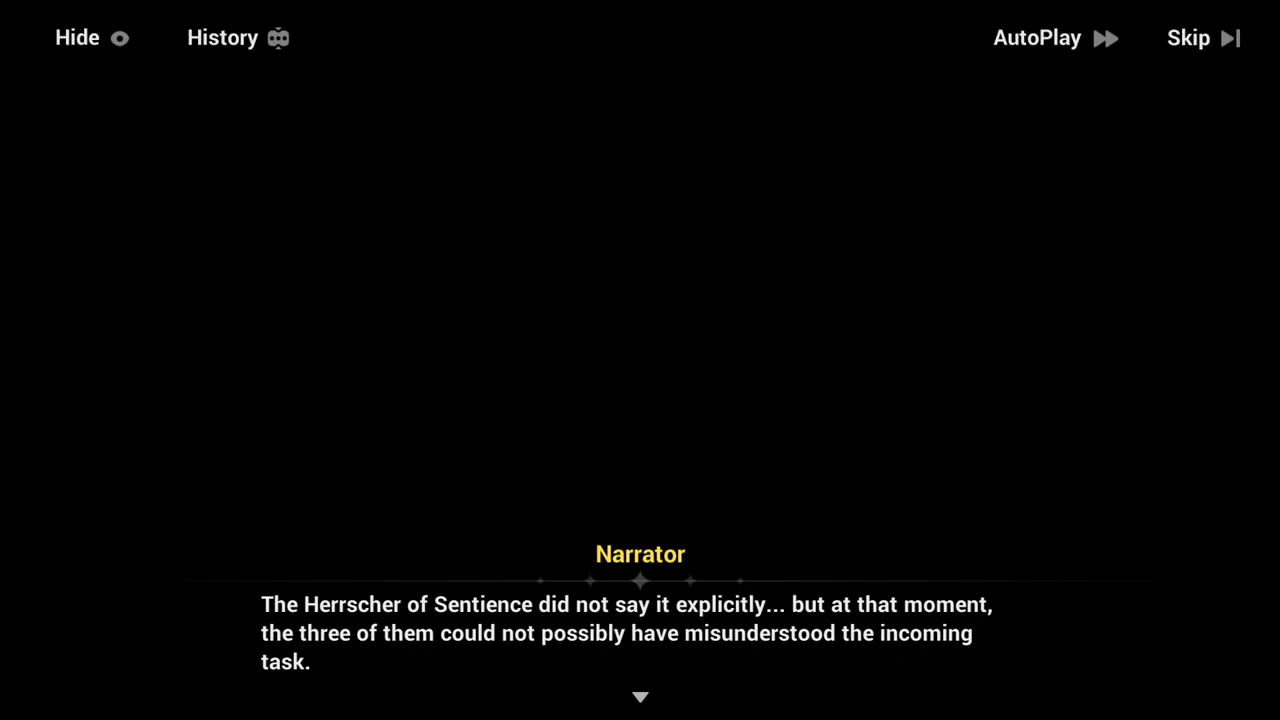 Hide
History
AutoPlay
Skip
Narrator
The Herrscher of Sentience did not say it explicitly... but at that moment,
the three of them could not possibly have misunderstood the incoming
task.